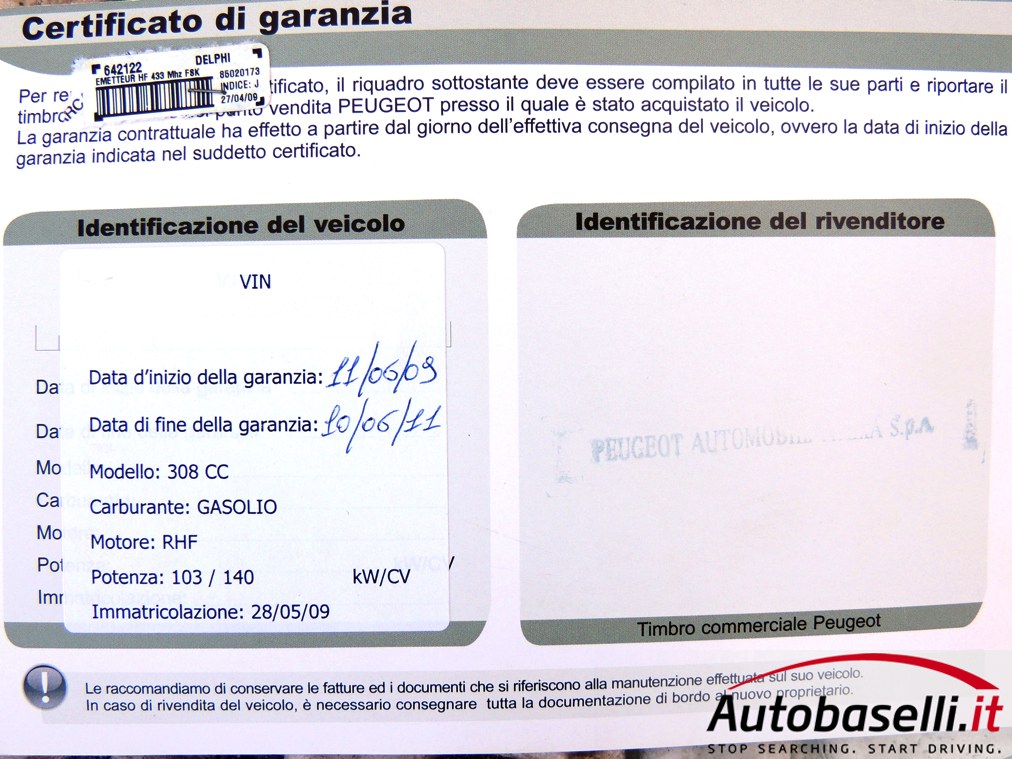 Certificato di garanzia
642122 DELPHI
EMETTEUR HF 433 Mhz FSK 85020173
INDICE: J
27/04/09
Per tificato, il riquadro sottostante deve essere compilato in tutte le sue parti e riportare il
timbro punto vendita PEUGEOT presso il quale è stato acquistato il veicolo.
La garanzia contrattuale ha effetto a partire dal giorno dell'effettiva consegna del veicolo, ovvero la data di inizio della
garanzia indicata nel suddetto certificato.
Identificazione del veicolo
VIN
Data d'inizio della garanzia: 11/06/09
Data di fine della garanzia: 10/06/11
Modello: 308 CC
Carburante: GASOLIO
Motore: RHF
Potenza: 103 / 140 kW/CV
Immatricolazione: 28/05/09
Identificazione del rivenditore
PEUGEOT AUTOMOBIL S.p.A
Timbro commerciale Peugeot
Le raccomandiamo di conservare le fatture ed i documenti che si riferiscono alla manutenzione effettuata sul suo veicolo.
In caso di rivendita del veicolo, è necessario consegnare tutta la documentazione di bordo al nuovo proprietario.
Autobaselli.it
STOP SEARCHING. START DRIVING.